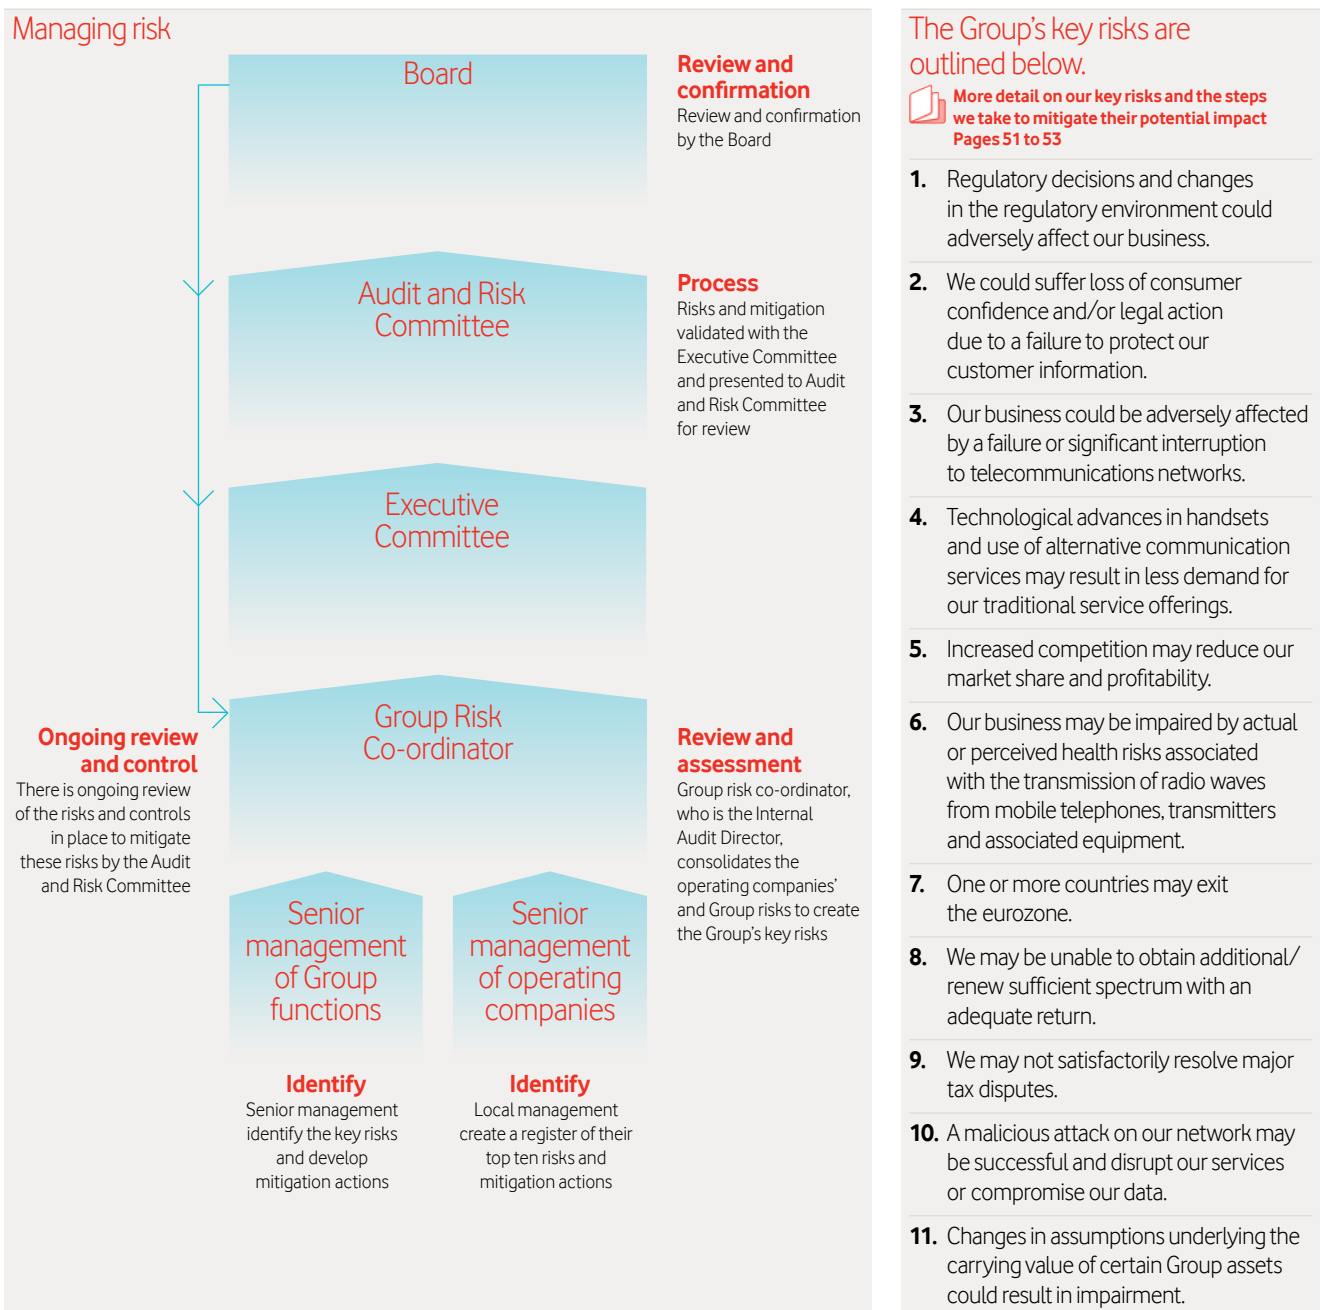 Managing risk
Board
Review and
confirmation
Review and confirmation
by the Board
Audit and Risk
Committee
Process
Risks and mitigation
validated with the
Executive Committee
and presented to Audit
and Risk Committee
for review
Executive
Committee
Group Risk
Co-ordinator
Ongoing review
and control
There is ongoing review
of the risks and controls
in place to mitigate
these risks by the Audit
and Risk Committee
Review and
assessment
Group risk co-ordinator,
who is the Internal
Audit Director,
consolidates the
operating companies’
and Group risks to create
the Group’s key risks
Senior
management
of Group
functions
Senior
management
of operating
companies
Identify
Senior management
identify the key risks
and develop
mitigation actions
Identify
Local management
create a register of their
top ten risks and
mitigation actions
The Group’s key risks are
outlined below.
More detail on our key risks and the steps
we take to mitigate their potential impact
Pages 51 to 53
1. Regulatory decisions and changes
in the regulatory environment could
adversely affect our business.
2. We could suffer loss of consumer
confidence and/or legal action
due to a failure to protect our
customer information.
3. Our business could be adversely affected
by a failure or significant interruption
to telecommunications networks.
4. Technological advances in handsets
and use of alternative communication
services may result in less demand for
our traditional service offerings.
5. Increased competition may reduce our
market share and profitability.
6. Our business may be impaired by actual
or perceived health risks associated
with the transmission of radio waves
from mobile telephones, transmitters
and associated equipment.
7. One or more countries may exit
the eurozone.
8. We may be unable to obtain additional/
renew sufficient spectrum with an
adequate return.
9. We may not satisfactorily resolve major
tax disputes.
10. A malicious attack on our network may
be successful and disrupt our services
or compromise our data.
11. Changes in assumptions underlying the
carrying value of certain Group assets
could result in impairment.